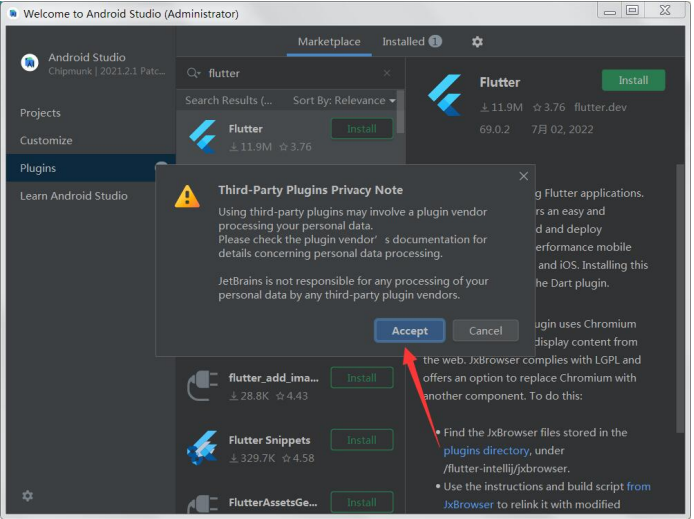 Welcome to Android Studio (Administrator)
Android Studio
Chipmunk | 2021.2.1 Patc...
Projects
Customize
Plugins
Learn Android Studio
Marketplace
Installed 1
flutter
Search Results (...
Sort By: Relevance
Flutter
11.9M 3.76
Install
Flutter
Install
11.9M 3.76 flutter.dev
69.0.2 7月 02, 2022
g Flutter applications.
rs an easy and
d and deploy
erformance mobile
and iOS. Installing this
he Dart plugin.
ugin uses Chromium
display content from
the web. JxBrowser complies with LGPL and
offers an option to replace Chromium with
another component. To do this:
• Find the JxBrowser files stored in the
plugins directory, under
/flutter-intellij/jxbrowser.
• Use the instructions and build script from
JxBrowser to relink it with modified
Third-Party Plugins Privacy Note
Using third-party plugins may involve a plugin vendor
processing your personal data.
Please check the plugin vendor’s documentation for
details concerning personal data processing.
JetBrains is not responsible for any processing of your
personal data by any third-party plugin vendors.
Accept
Cancel
flutter_add_ima...
28.8K 4.43
Install
Flutter Snippets
329.7K 4.58
Install
FlutterAssetsGe...
Install